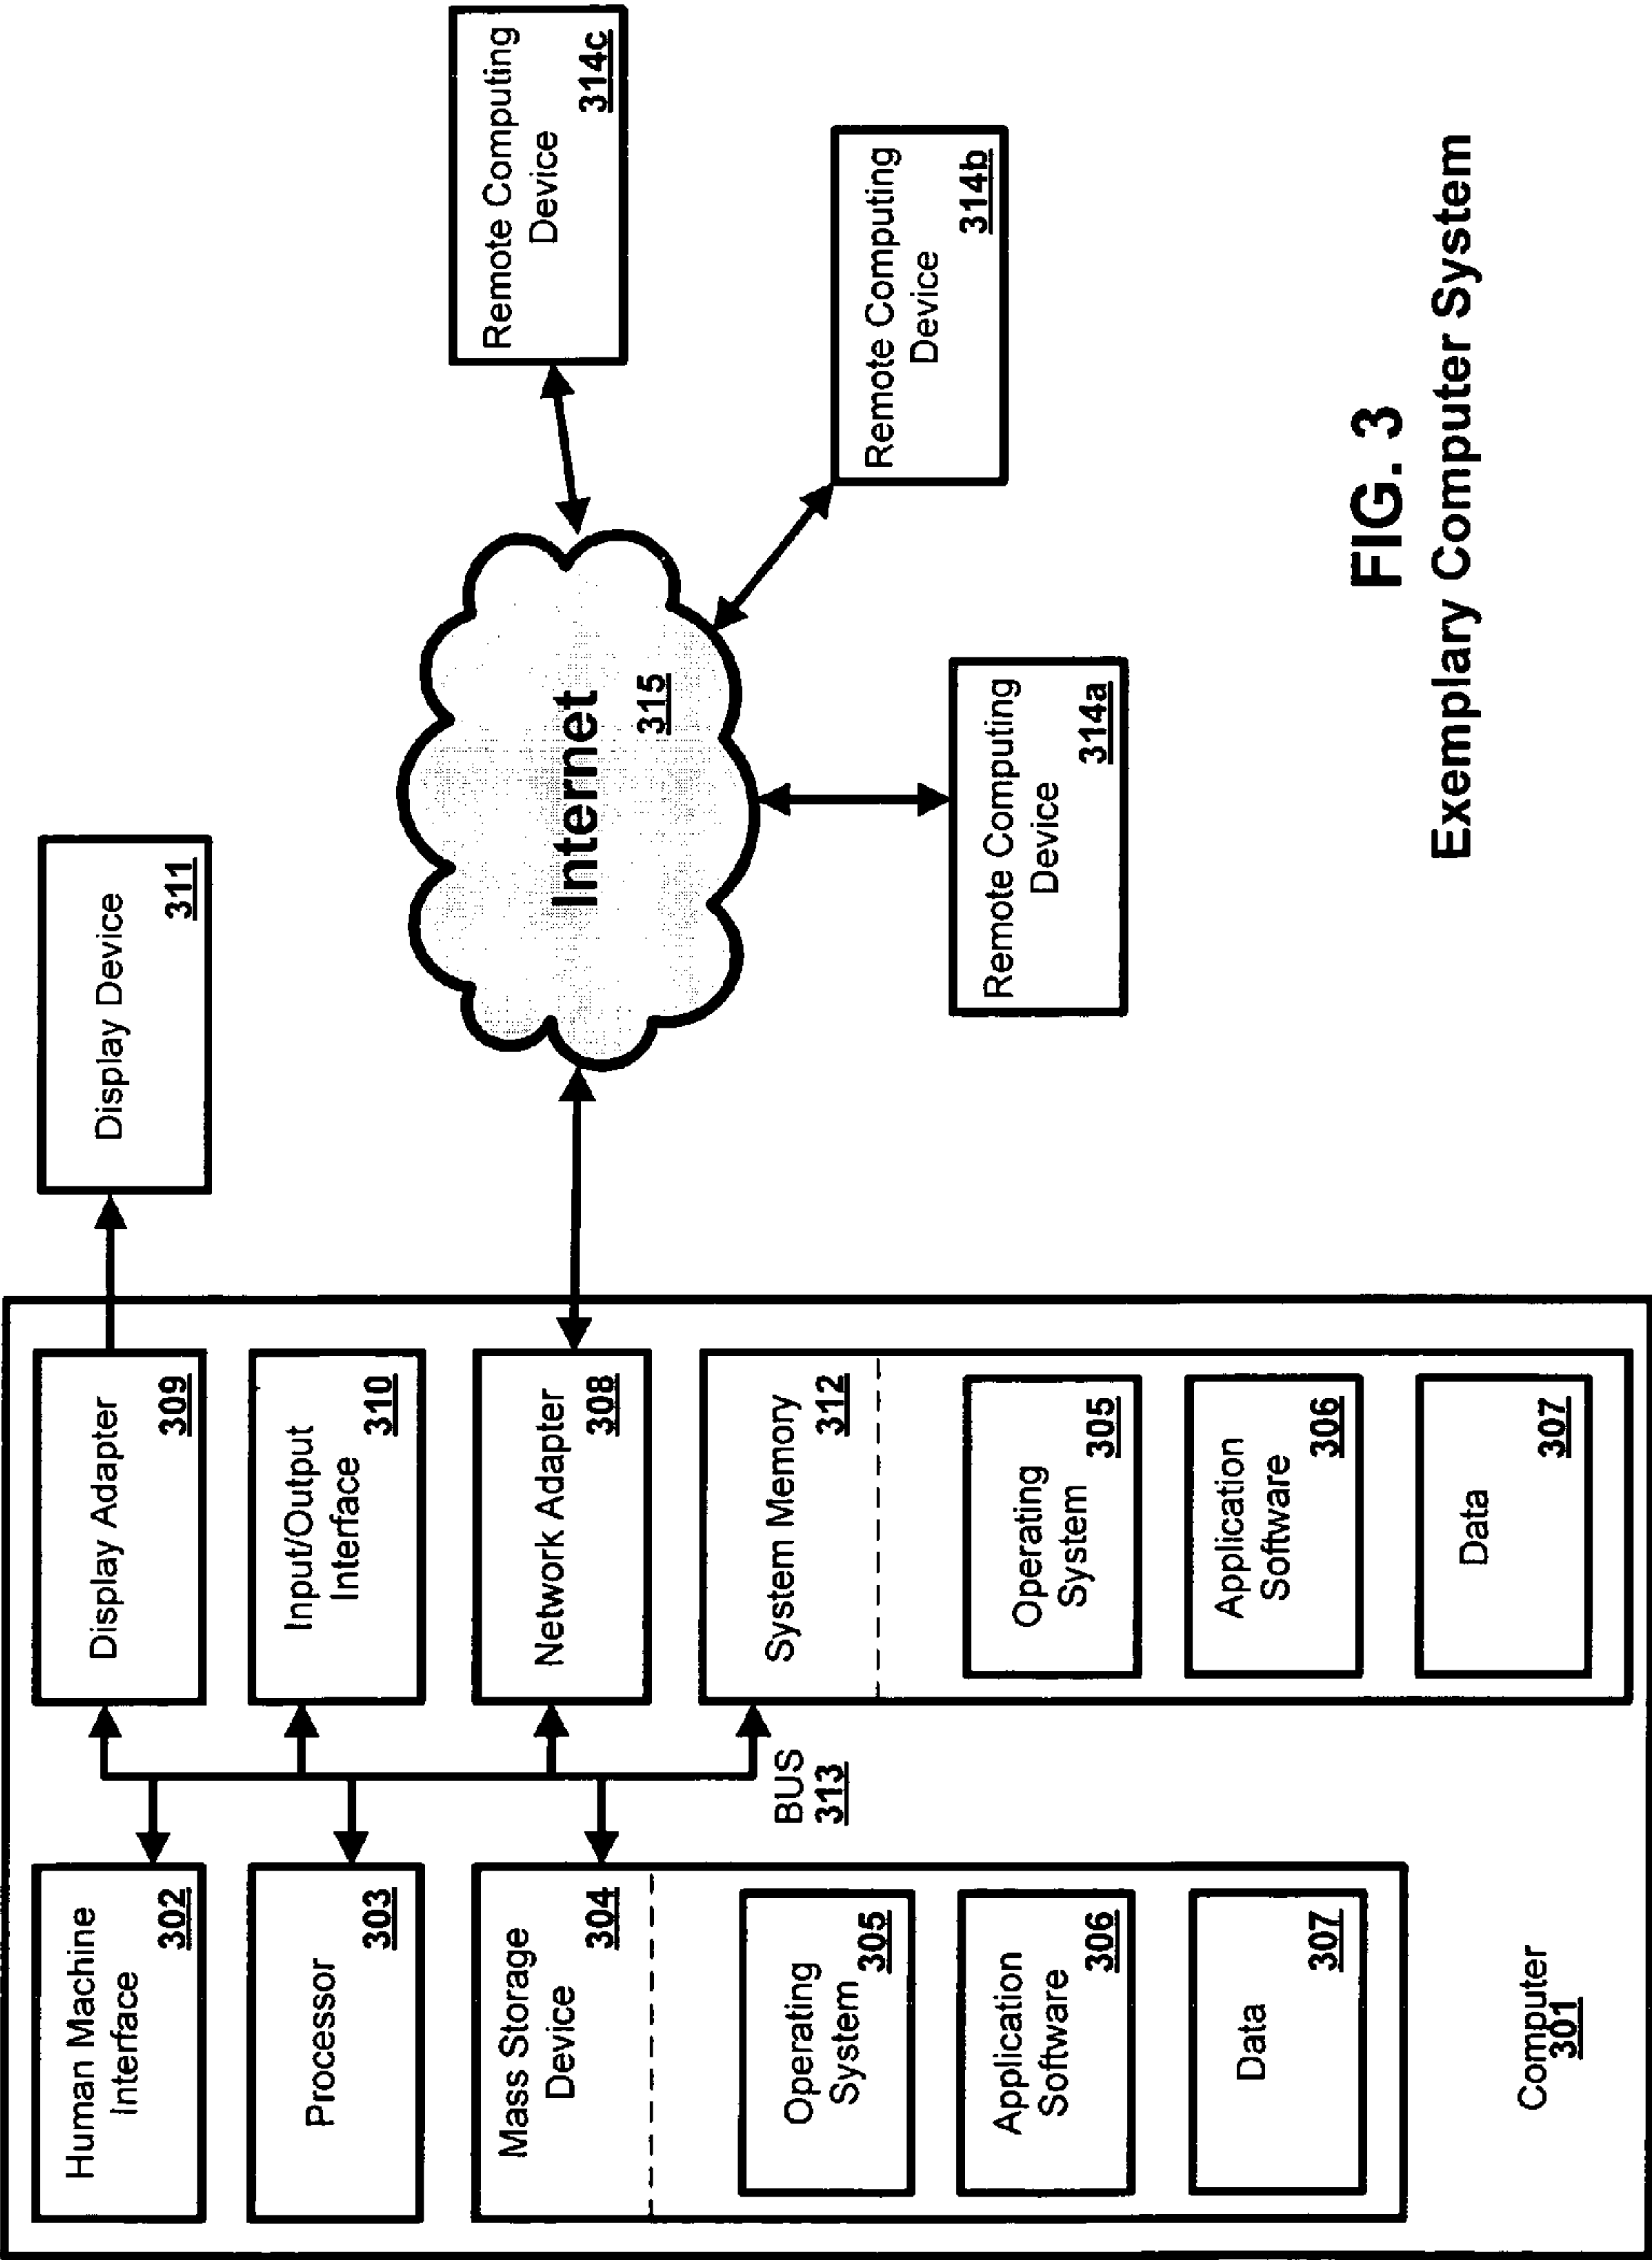 Human Machine
Interface
302
Processor
303
Mass Storage
Device
304
Operating
System
305
Application
Software
306
Data
307
Computer
301
BUS
313
Display Adapter
309
Input/Output
Interface
310
Network Adapter
308
System Memory
312
Operating
System
305
Application
Software
306
Data
307
Display Device
311
Internet
315
Remote Computing
Device
314a
Remote Computing
Device
314b
Remote Computing
Device
314c
FIG. 3
Exemplary Computer System